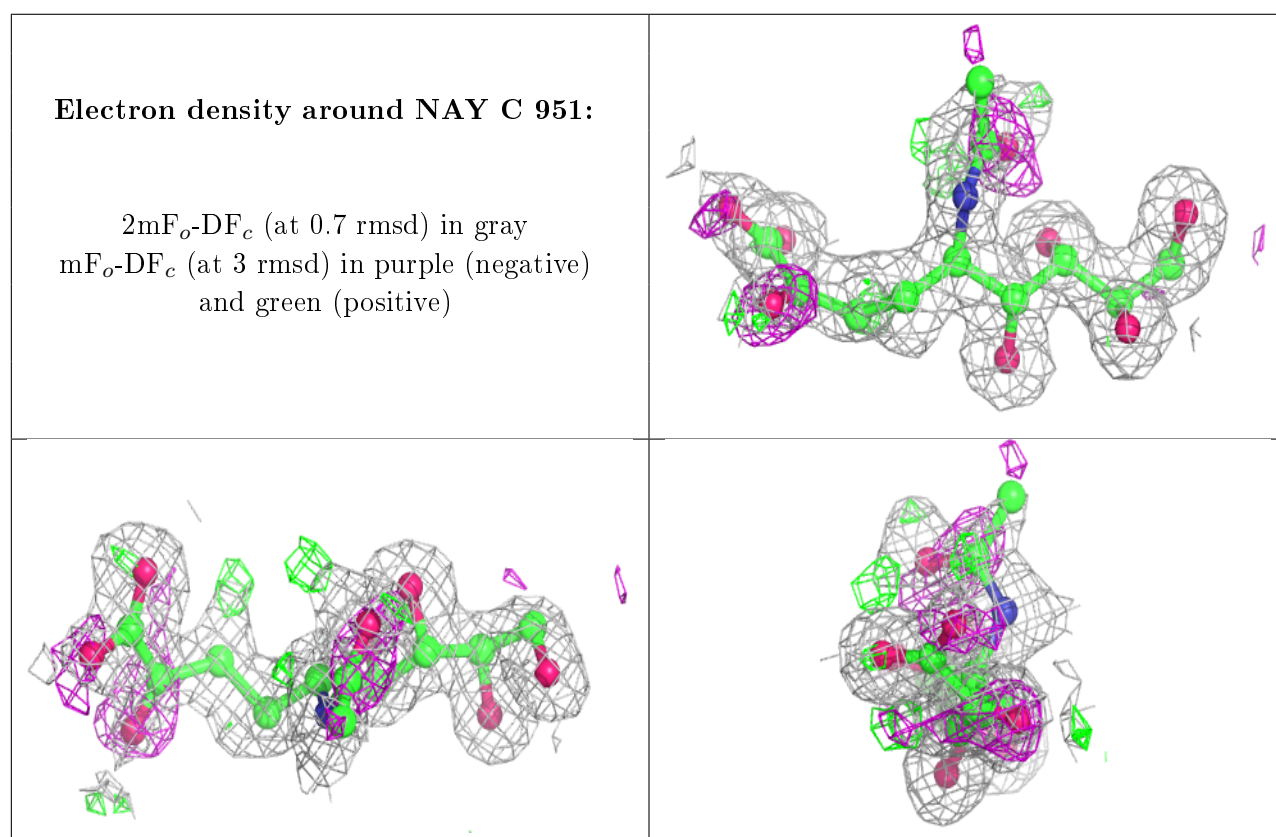 Electron density around NAY C 951:
2mFo-DFc (at 0.7 rmsd) in gray
mFo-DFc (at 3 rmsd) in purple (negative)
and green (positive)